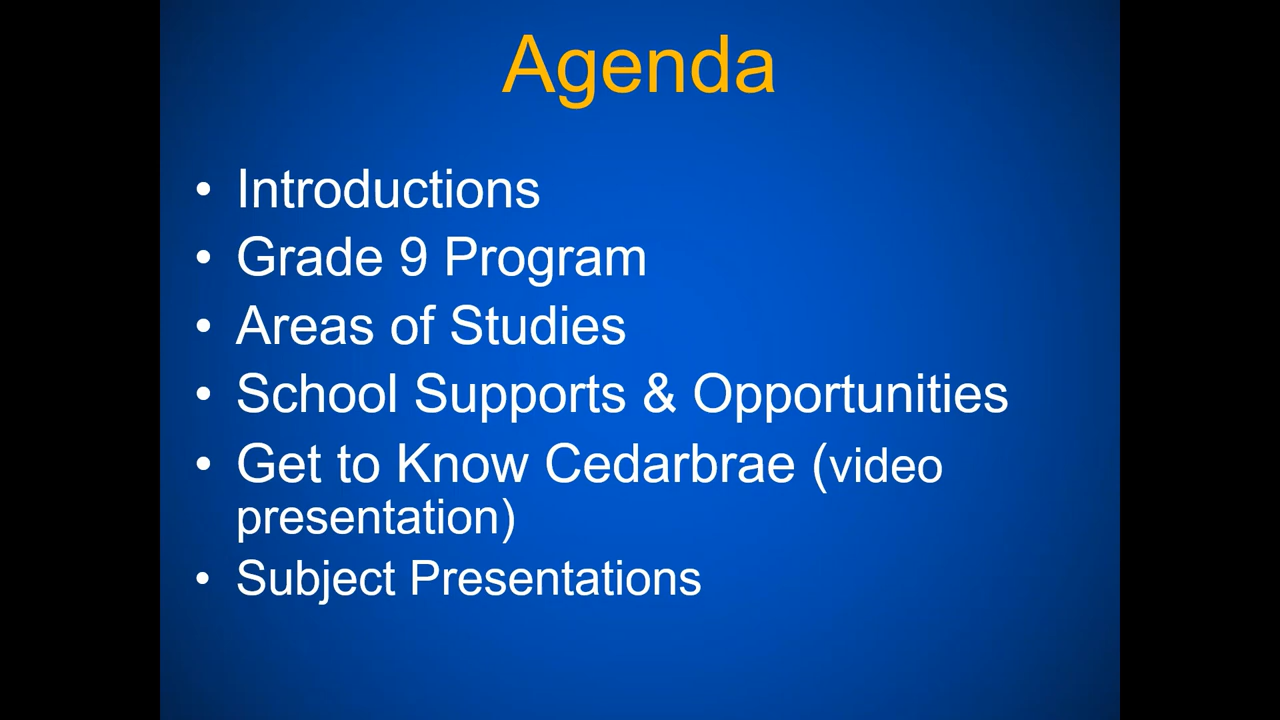 Agenda
• Introductions
• Grade 9 Program
• Areas of Studies
• School Supports & Opportunities
• Get to Know Cedarbrae (video
presentation)
• Subject Presentations